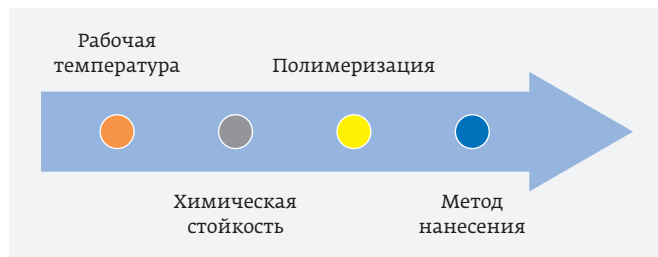 Рабочая
температура
Полимеризация
Химическая
стойкость
Метод
нанесения